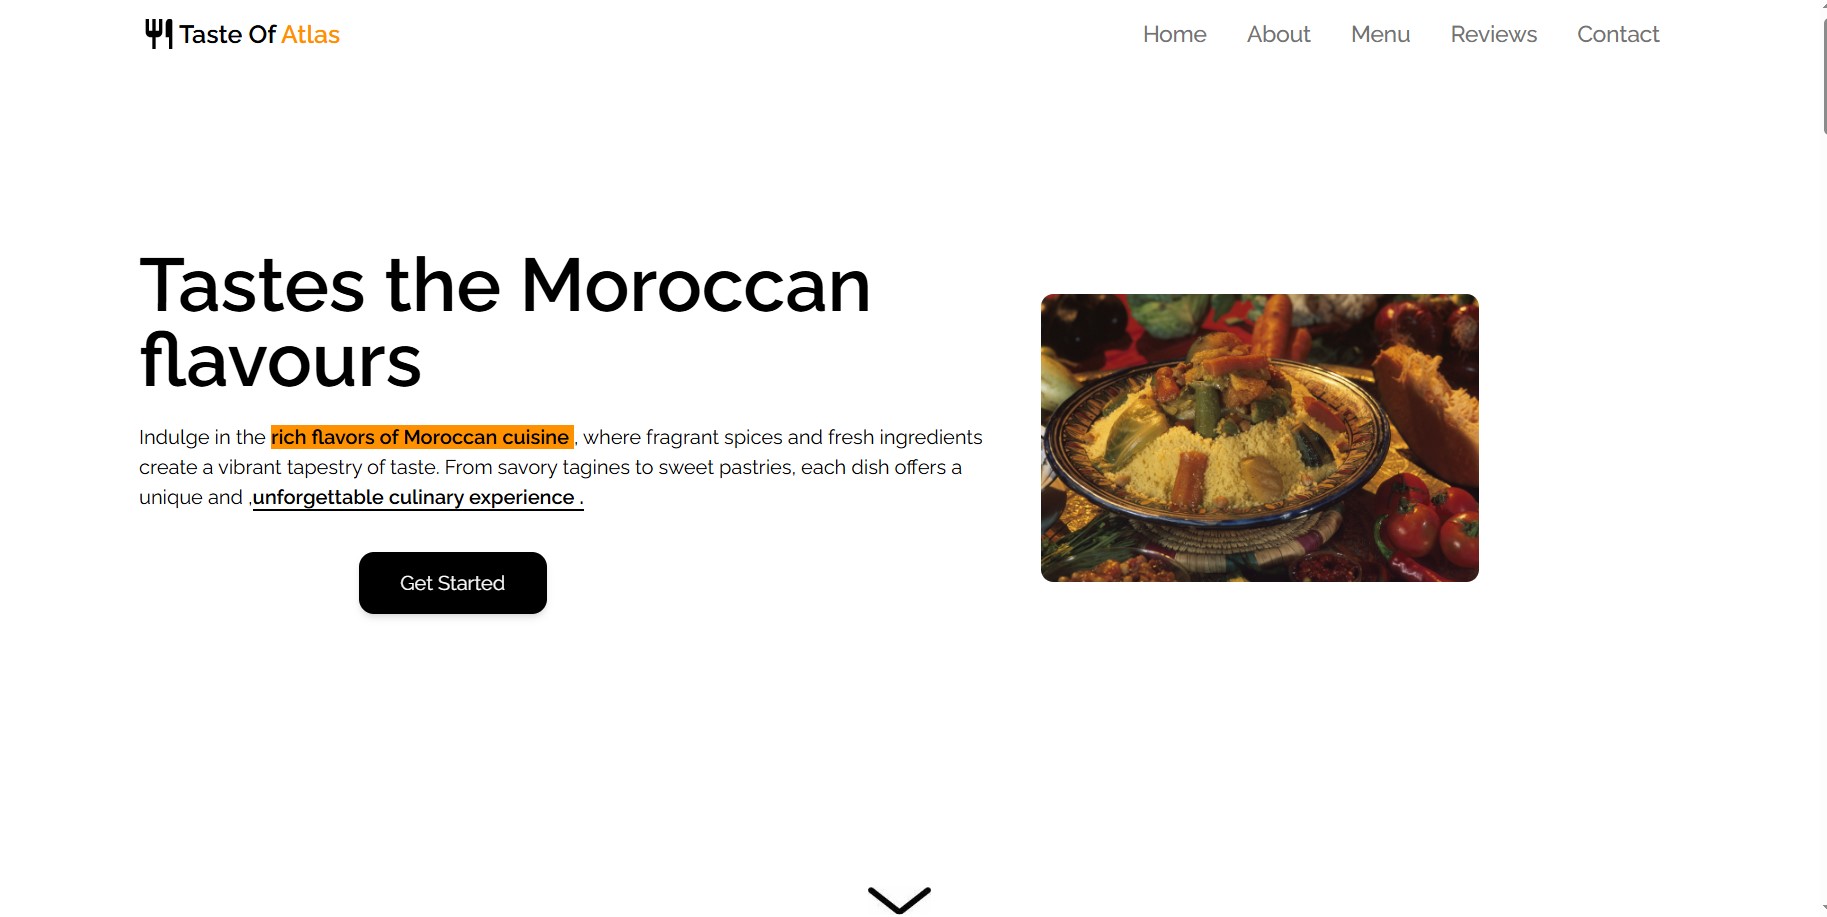 Taste Of Atlas
Home About Menu Reviews Contact
Tastes the Moroccan
flavours
Indulge in the rich flavors of Moroccan cuisine , where fragrant spices and fresh ingredients
create a vibrant tapestry of taste. From savory tagines to sweet pastries, each dish offers a
unique and ,unforgettable culinary experience .
Get Started